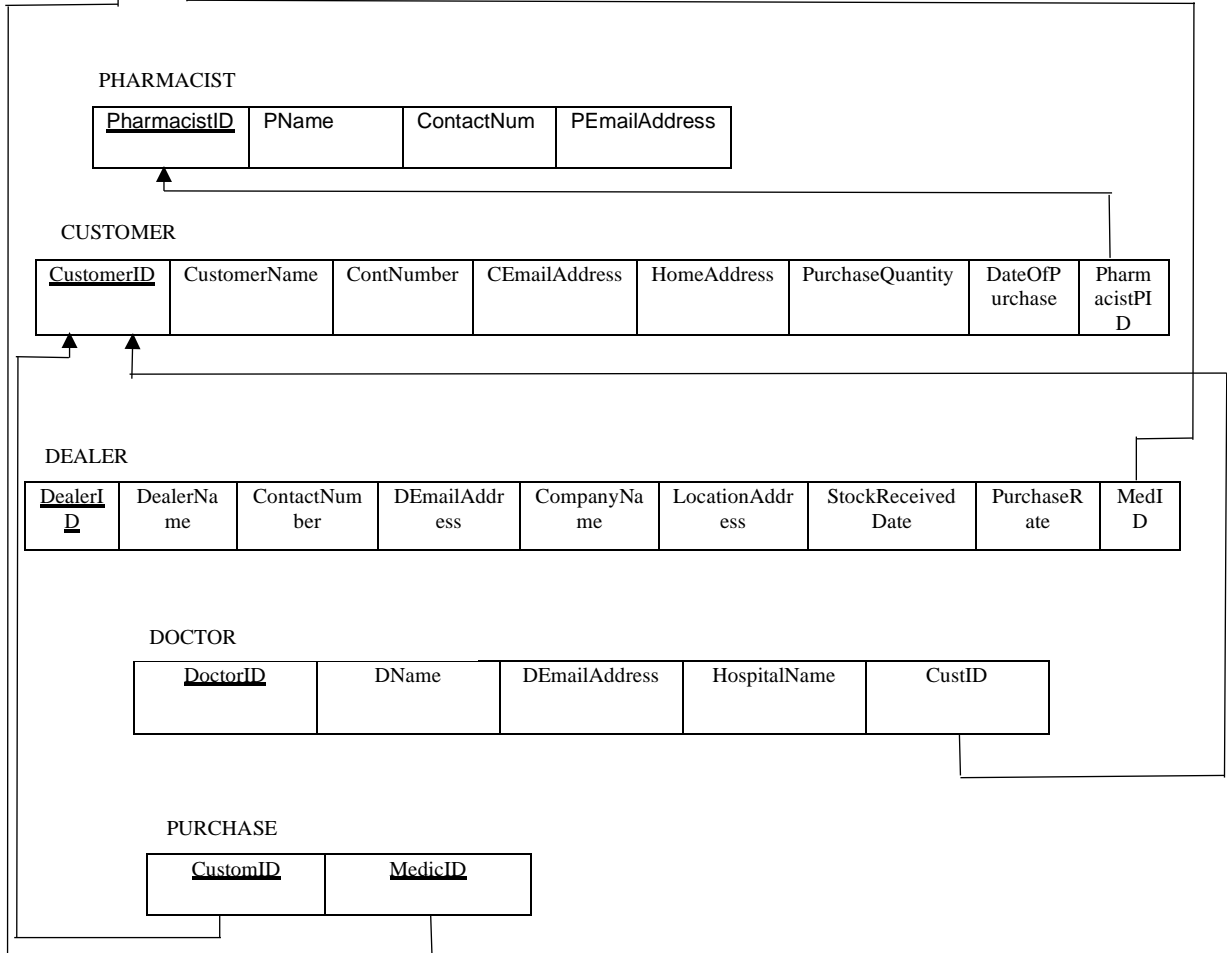 PHARMACIST
PharmacistID PName ContactNum PEmailAddress
CUSTOMER
CustomerID CustomerName ContNumber CEmailAddress HomeAddress PurchaseQuantity DateOfP Pharm
urchase acistPI
D
DEALER
DealerI DealerNa ContactNum DEmailAddr CompanyNa LocationAddr StockReceived PurchaseR MedI
D me ber ess me ess Date ate D
DOCTOR
DoctorID DName DEmailAddress HospitalName CustID
PURCHASE
CustomID MedicID